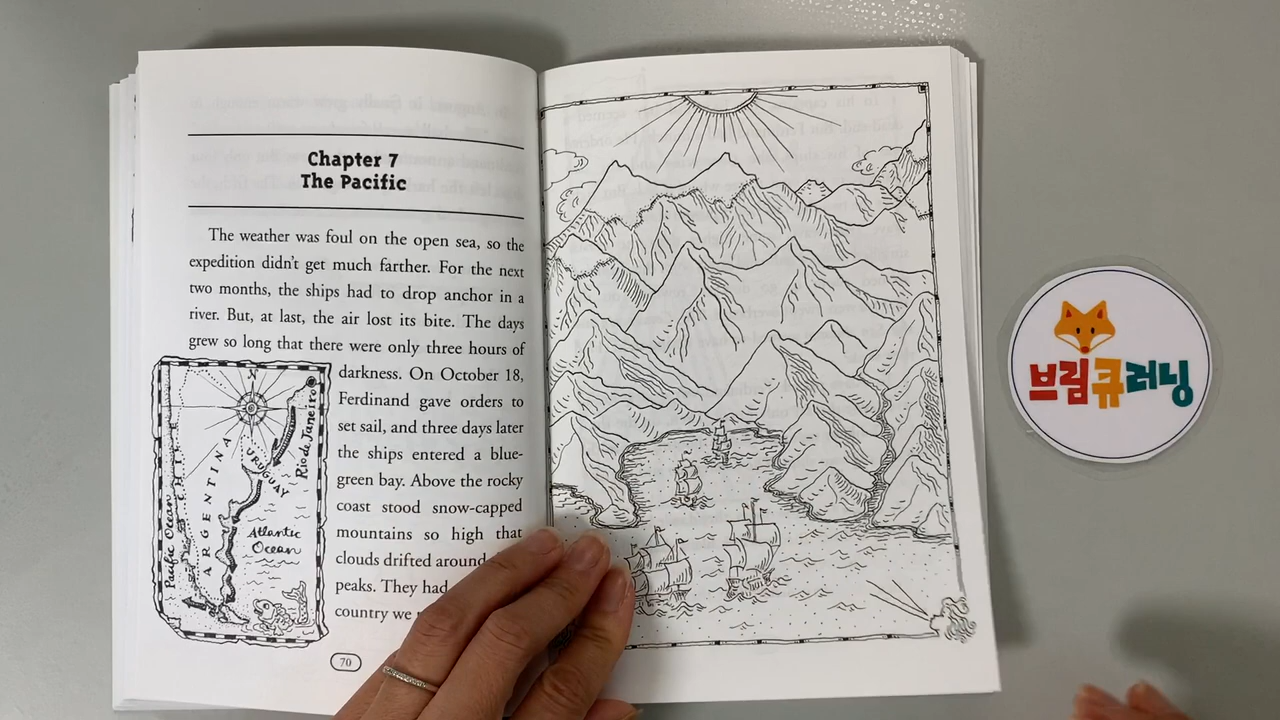 Chapter 7
The Pacific
The weather was foul on the open sea, so the
expedition didn't get much farther. For the next
two months, the ships had to drop anchor in a
river. But, at last, the air lost its bite. The days
grew so long that there were only three hours of
darkness. On October 18,
Ferdinand gave orders to
set sail, and three days later
the ships entered a blue-
green bay. Above the rocky
coast stood snow-capped
mountains so high that
clouds drifted around
peaks. They had
country we
Pacific Ocean
CHILE
ARGENTINA
URUGUAY
Rio de Janeiro
Atlantic
Ocean
70
브림큐러닝